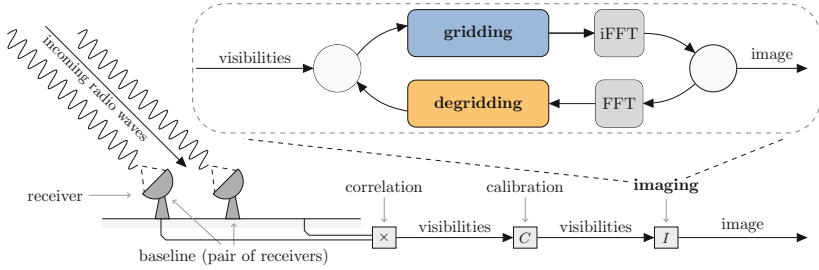 gridding
iFFT
visibilities
image
degridding
FFT
incoming radio waves
receiver
correlation
calibration
imaging
visibilities
visibilities
image
×
C
I
baseline (pair of receivers)